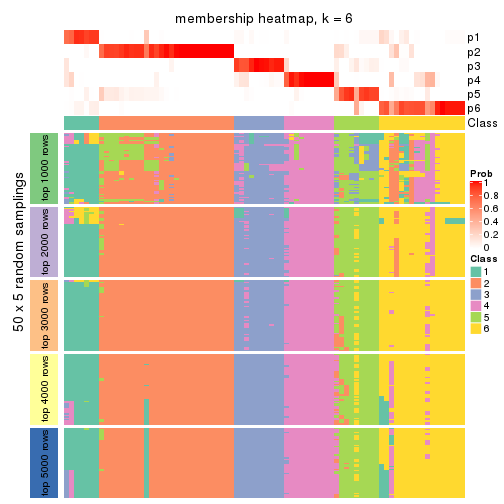 membership heatmap, k = 6
p1
p2
p3
p4
p5
p6
Class
50 x 5 random samplings
top 1000 rows
top 2000 rows
top 3000 rows
top 4000 rows
top 5000 rows
Prob
1
0.8
0.6
0.4
0.2
0
Class
1
2
3
4
5
6